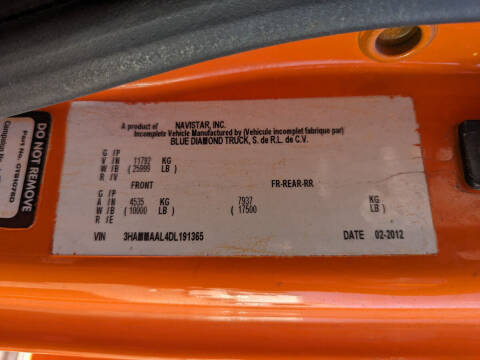 A product of NAVISTAR, INC.
Incomplete Vehicle Manufactured by (Véhicule incomplet fabrique par)
BLUE DIAMOND TRUCK, S. de R.L. de C.V.
G /P
V /N 11792 KG
W/B ( 25999 LB )
R /V
G /P FRONT FR-REAR-RR
A /N 4535 KG 7937 KG
W/B ( 10000 LB ) ( 17500 LB )
R /E
VIN 3HAMMAAL4DL191365 DATE 02-2012
DO NOT REMOVE